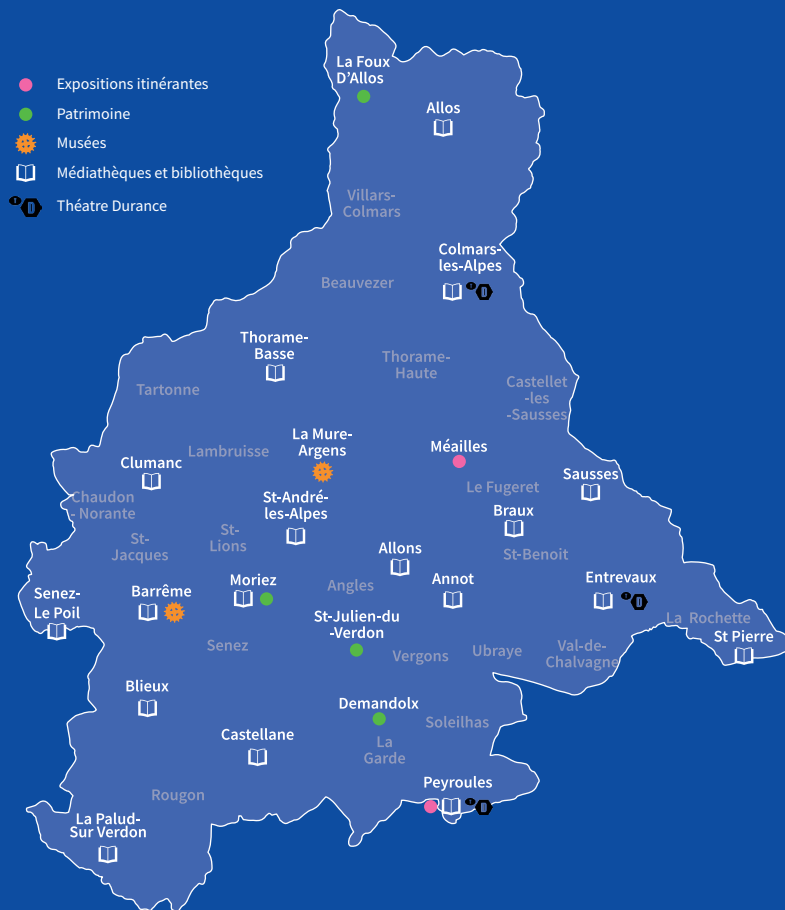 Expositions itinérantes
Patrimoine
Musées
Médiathèques et bibliothèques
Théatre Durance
La Foux
D'Allos
Allos
Villars-
Colmars
Colmars-
les-Alpes
Beauvezer
Thorame-
Basse
Thorame-
Haute
Tartonne
Castellet
-les
-Sausses
La Mure-
Argens
Lambruisse
Méailles
Clumanc
Sausses
Le Fugeret
Chaudon
- Norante
St-André-
les-Alpes
Braux
St-
Jacques
St-
Lions
Allons
St-Benoit
Moriez
Angles
Annot
Entrevaux
Senez-
Le Poil
Barrême
St-Julien-du
-Verdon
La Rochette
St Pierre
Senez
Vergons
Ubraye
Val-de-
Chalvagne
Blieux
Demandolx
Soleilhas
Castellane
La
Garde
Peyroules
Rougon
La Palud-
Sur Verdon